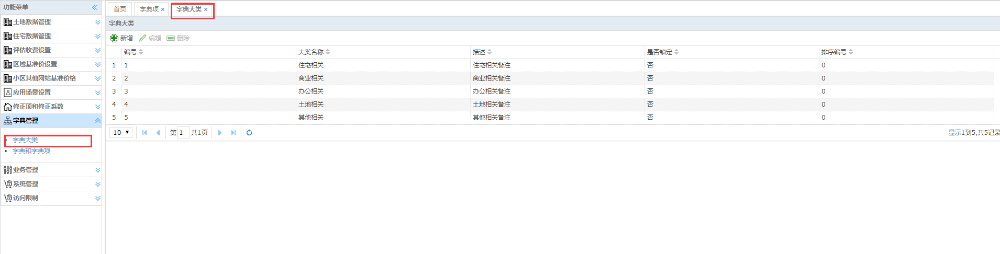 功能菜单
土地数据管理
住宅数据管理
评估收费设置
区域基准价设置
小区其他网站基准价格
应用场景设置
修正项和修正系数
字典管理
字典大类
字典和字典项
业务管理
系统管理
访问限制
首页 字典项 字典大类
字典大类
新增 编辑 删除
编号 大类名称 描述 是否锁定 排序编号
1 1 住宅相关 住宅相关备注 否 0
2 2 商业相关 商业相关备注 否 0
3 3 办公相关 办公相关备注 否 0
4 4 土地相关 土地相关备注 否 0
5 5 其他相关 其他相关备注 否 0
10 第 1 共1页 显示1到5,共5记录